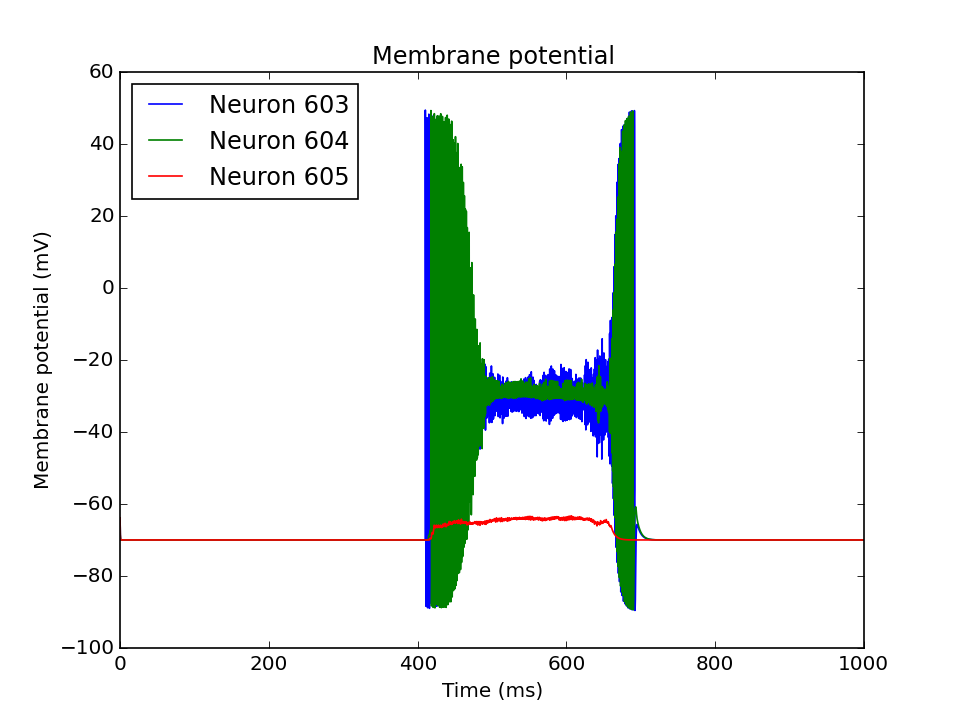 Membrane potential
60
40
20
0
−20
−40
−60
−80
−100
Membrane potential (mV)
Neuron 603
Neuron 604
Neuron 605
0 200 400 600 800 1000
Time (ms)